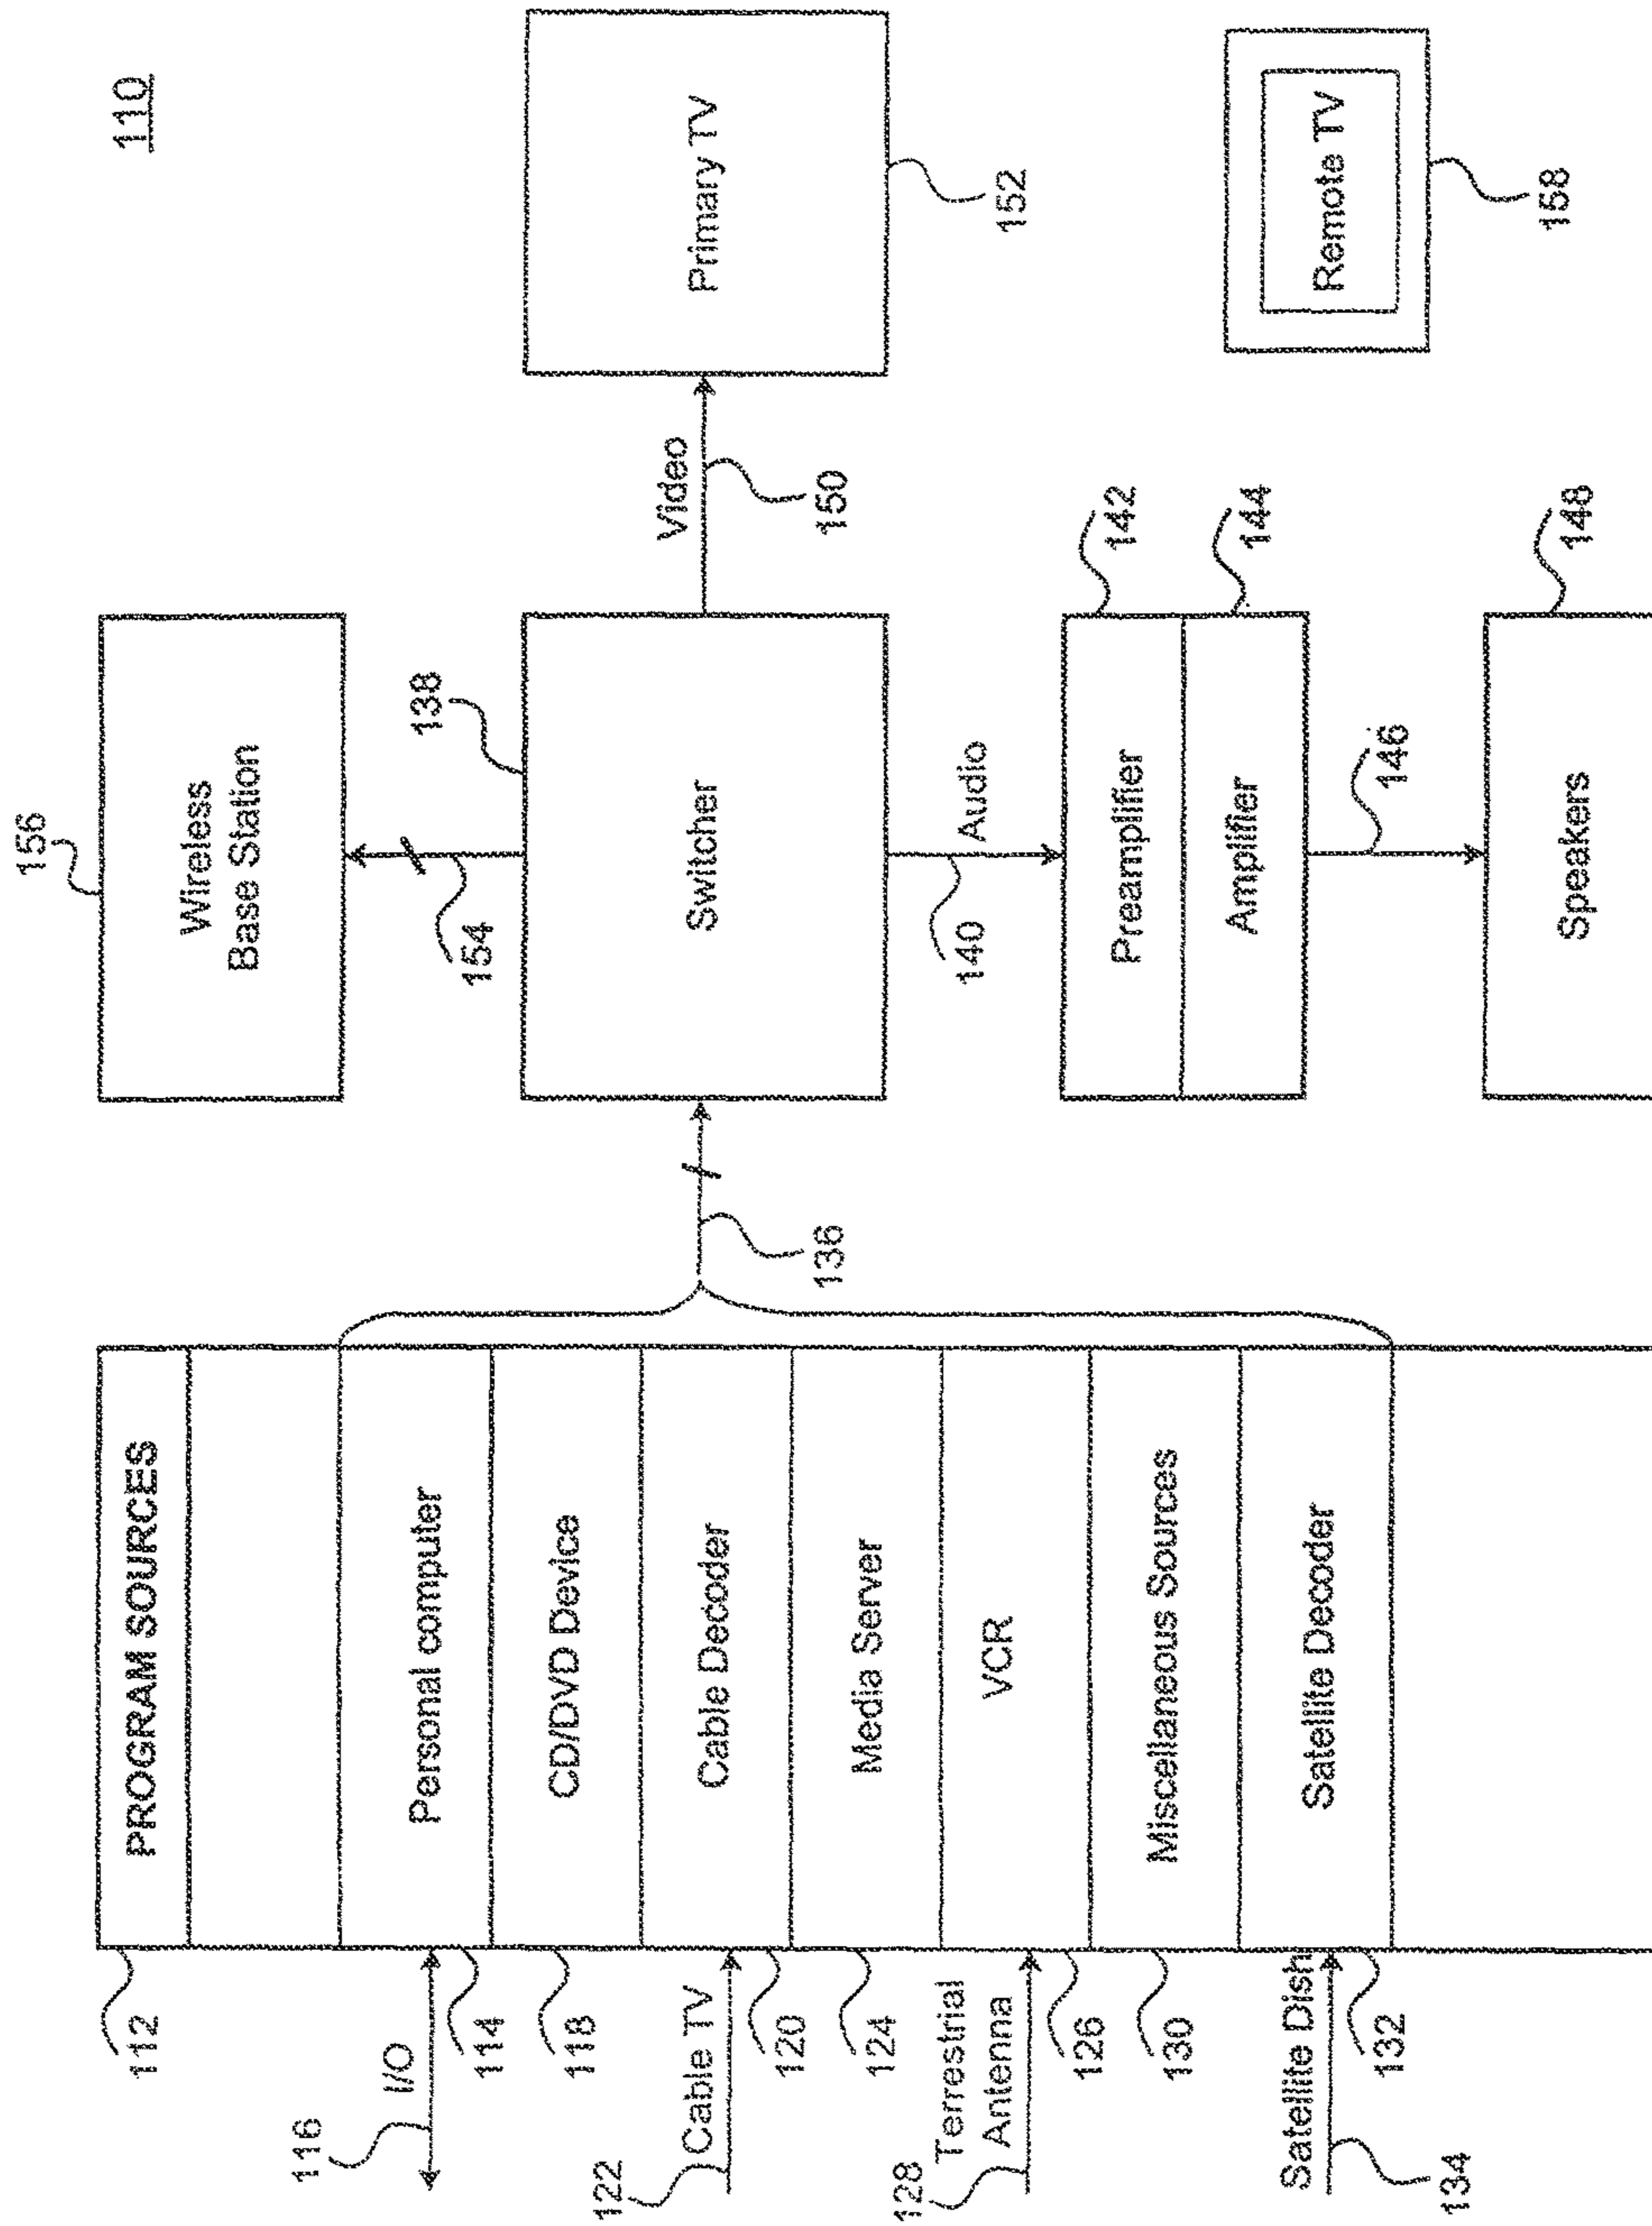 110
PROGRAM SOURCES
112
Personal computer
I/O
116
114
CD/DVD Device
118
Cable Decoder
Cable TV
122
120
Media Server
124
VCR
Terrestrial
Antenna
128
126
Miscellaneous Sources
130
Satellite Decoder
Satellite Dish
132
134
136
156
Wireless
Base Station
154
138
Switcher
Video
150
Primary TV
152
Audio
140
Preamplifier
142
Amplifier
144
146
Speakers
148
Remote TV
158